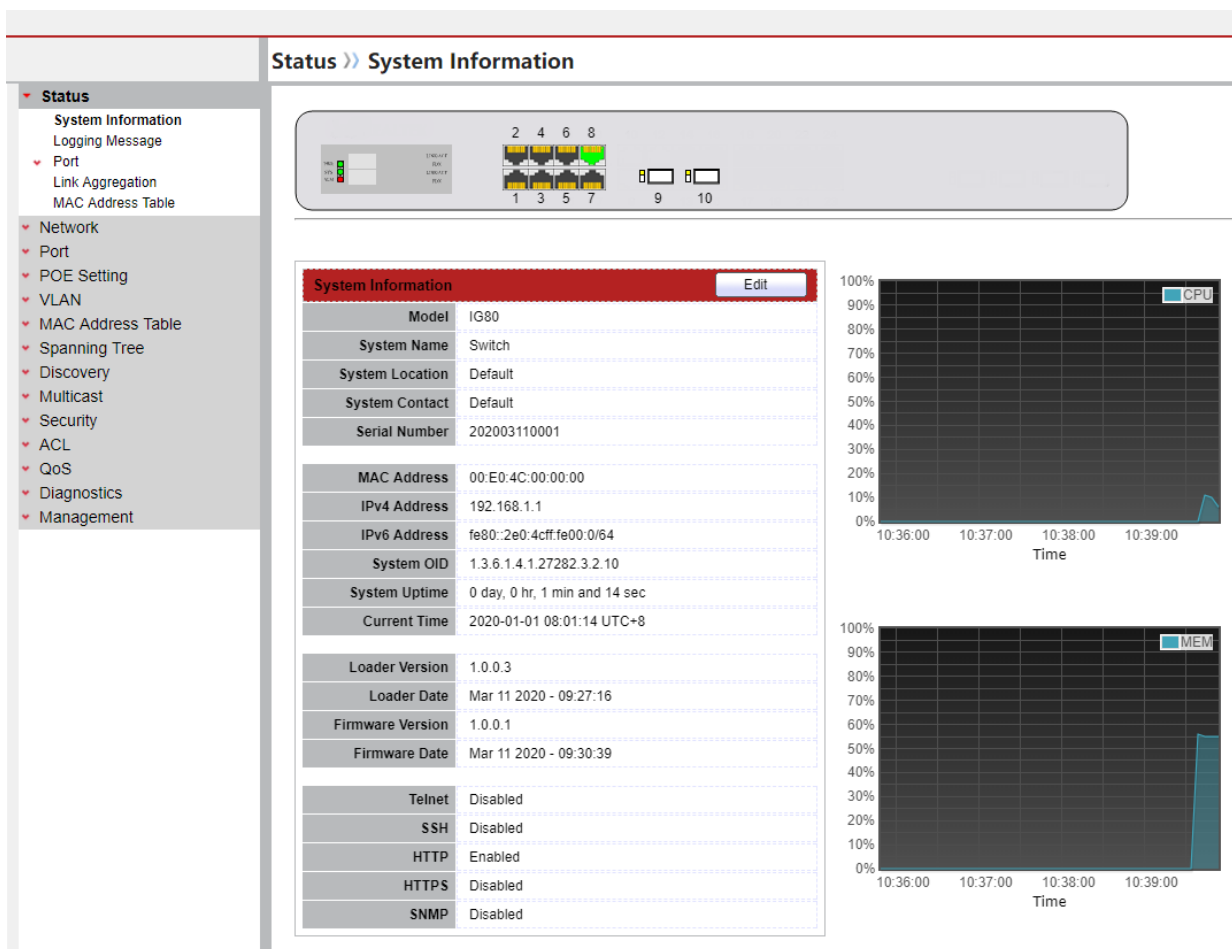 Status » System Information
Status
System Information
Logging Message
Port
Link Aggregation
MAC Address Table
Network
Port
POE Setting
VLAN
MAC Address Table
Spanning Tree
Discovery
Multicast
Security
ACL
QoS
Diagnostics
Management
2 4 6 8
1 3 5 7 9 10
System Information Edit
Model IG80
System Name Switch
System Location Default
System Contact Default
Serial Number 202003110001
MAC Address 00:E0:4C:00:00:00
IPv4 Address 192.168.1.1
IPv6 Address fe80::2e0:4cff:fe00:0/64
System OID 1.3.6.1.4.1.27282.3.2.10
System Uptime 0 day, 0 hr, 1 min and 14 sec
Current Time 2020-01-01 08:01:14 UTC+8
Loader Version 1.0.0.3
Loader Date Mar 11 2020 - 09:27:16
Firmware Version 1.0.0.1
Firmware Date Mar 11 2020 - 09:30:39
Telnet Disabled
SSH Disabled
HTTP Enabled
HTTPS Disabled
SNMP Disabled
100%
CPU
90%
80%
70%
60%
50%
40%
30%
20%
10%
0%
10:36:00 10:37:00 10:38:00 10:39:00
Time
100%
MEM
90%
80%
70%
60%
50%
40%
30%
20%
10%
0%
10:36:00 10:37:00 10:38:00 10:39:00
Time